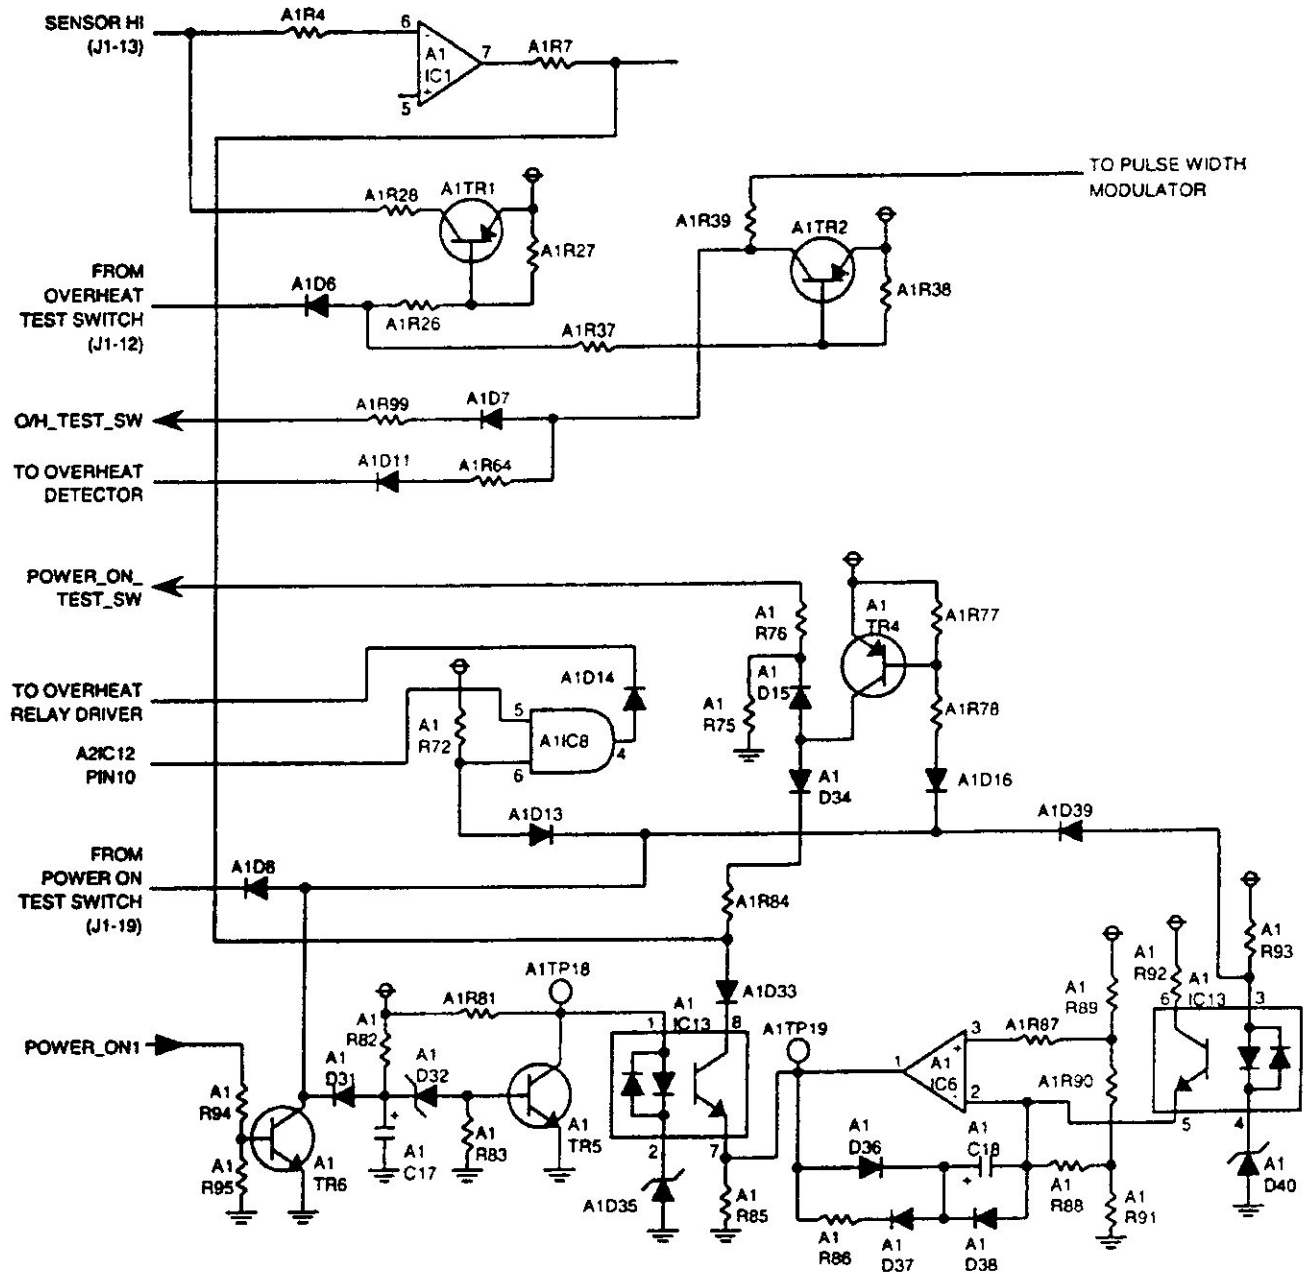 SENSOR HI
(J1-13)
A1R4
6
-
A1
IC1
+
5
7
A1R7
TO PULSE WIDTH
MODULATOR
A1R28
A1TR1
A1R27
A1R39
A1TR2
A1R38
FROM
OVERHEAT
TEST SWITCH
(J1-12)
A1D6
A1R26
A1R37
O/H_TEST_SW
A1R99
A1D7
TO OVERHEAT
DETECTOR
A1D11
A1R64
POWER_ON_
TEST_SW
A1
R76
A1
TR4
A1R77
TO OVERHEAT
RELAY DRIVER
A1D14
A1
D15
A1
R75
A1R78
A2IC12
PIN10
A1
R72
5
A1IC8
4
6
A1
D34
A1D16
A1D13
A1D39
FROM
POWER ON
TEST SWITCH
(J1-19)
A1D8
A1R84
A1
R93
A1TP18
A1D33
A1
R92
A1
IC13
6
3
A1R81
A1
R82
A1
IC13
1
8
A1TP19
A1
R89
POWER_ON1
A1
D31
A1
D32
1
A1
IC6
3
+
-
2
A1R87
A1R90
A1
R94
A1
R95
A1
TR6
+
A1
C17
A1
R83
A1
TR5
2
7
5
4
A1D35
A1
R85
A1
D36
A1
C18
+
A1
R88
A1
R91
A1
D40
A1
R86
A1
D37
A1
D38